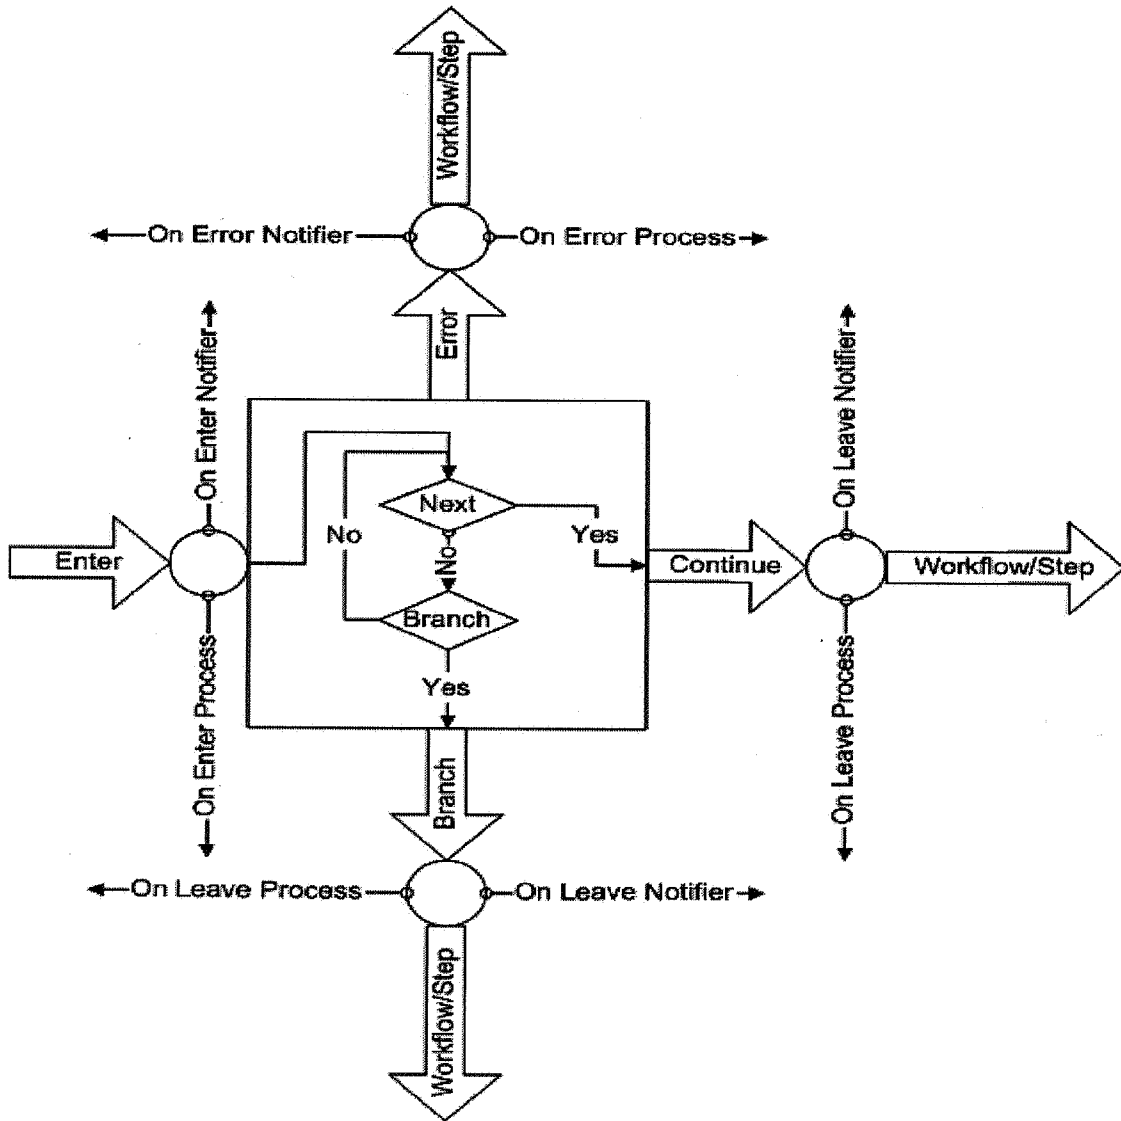 Workflow/Step
On Error Notifier
On Error Process
Error
On Enter Notifier
On Leave Notifier
Next
No
Yes
No
Enter
Continue
Workflow/Step
Branch
Yes
On Enter Process
On Leave Process
Branch
On Leave Process
On Leave Notifier
Workflow/Step